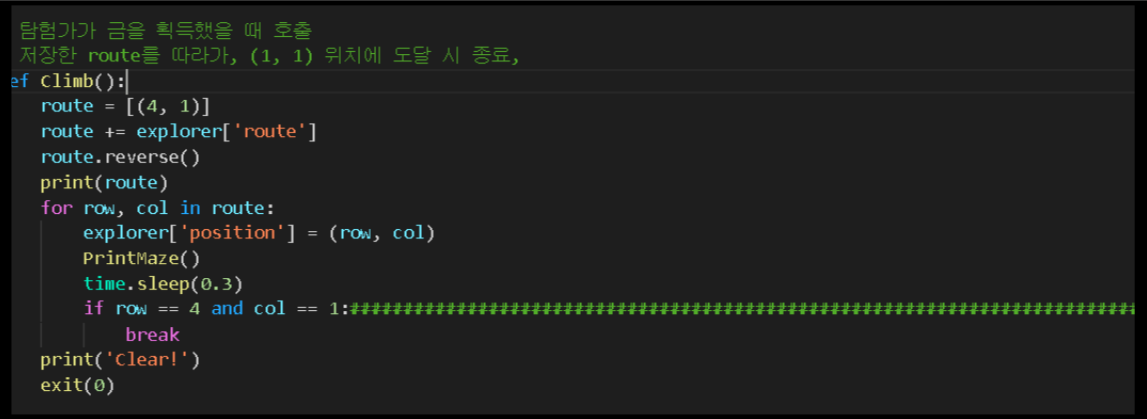 탐험가가 금을 획득했을 때 호출
저장한 route를 따라가, (1, 1) 위치에 도달 시 종료,
ef Climb():
route = [(4, 1)]
route += explorer['route']
route.reverse()
print(route)
for row, col in route:
explorer['position'] = (row, col)
PrintMaze()
time.sleep(0.3)
if row == 4 and col == 1:##########################################################################
break
print('Clear!')
exit(0)